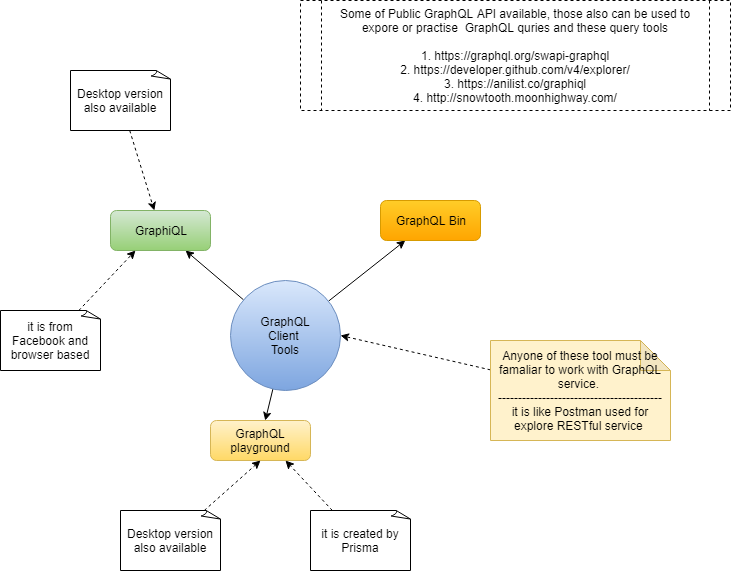 Some of Public GraphQL API available, those also can be used to
expore or practise  GraphQL quries and these query tools
1. https://graphql.org/swapi-graphql
2. https://developer.github.com/v4/explorer/
3. https://anilist.co/graphiql
4. http://snowtooth.moonhighway.com/
Desktop version
also available
GraphiQL
GraphQL Bin
it is from
Facebook and
browser based
GraphQL
Client
Tools
Anyone of these tool must be
famaliar to work with GraphQL
service.
----------------------------------------
it is like Postman used for
explore RESTful service
GraphQL
playground
Desktop version
also available
it is created by
Prisma